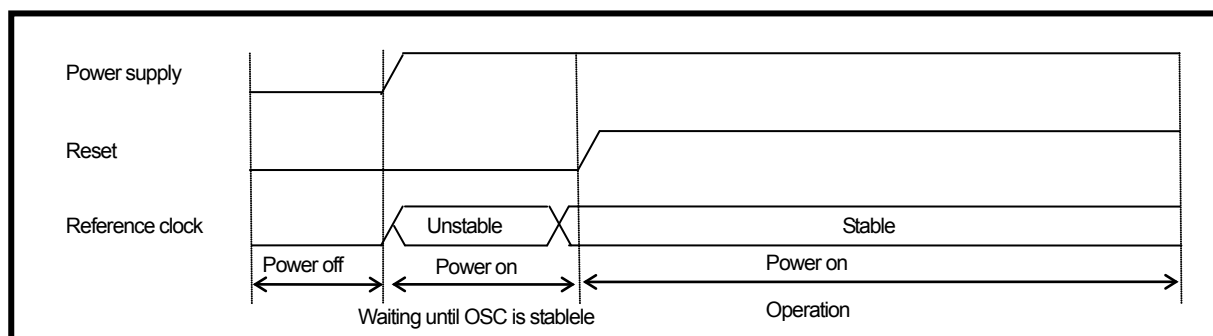 Power supply
Reset
Reference clock
Unstable
Stable
Power off
Power on
Power on
Waiting until OSC is stablele
Operation